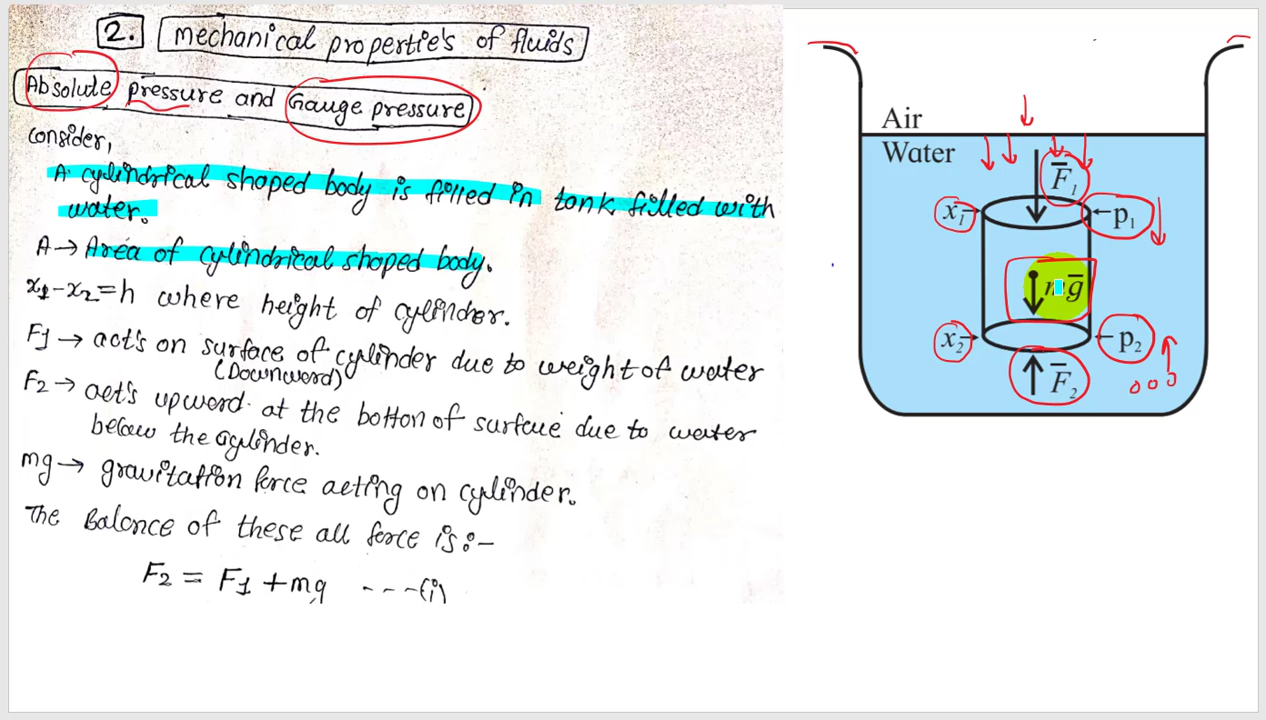 2. mechanical propertie's of fluids
Absolute pressure and Gauge pressure
Consider,
A cylindrical shaped body is filled in tank filled with
water.
A→ Area of cylindrical shaped body.
x1-x2=h where height of cylinder.
F1 → act's on surface of cylinder due to weight of water
(Downword)
F2 → act's upword at the botton of surface due to water
below the cylinder.
mg → gravitation force acting on cylinder.
The Balance of these all force is:-
F2 = F1 +mg ---(i)
Air
Water
F1
x1
p1
mg
x2
p2
F2